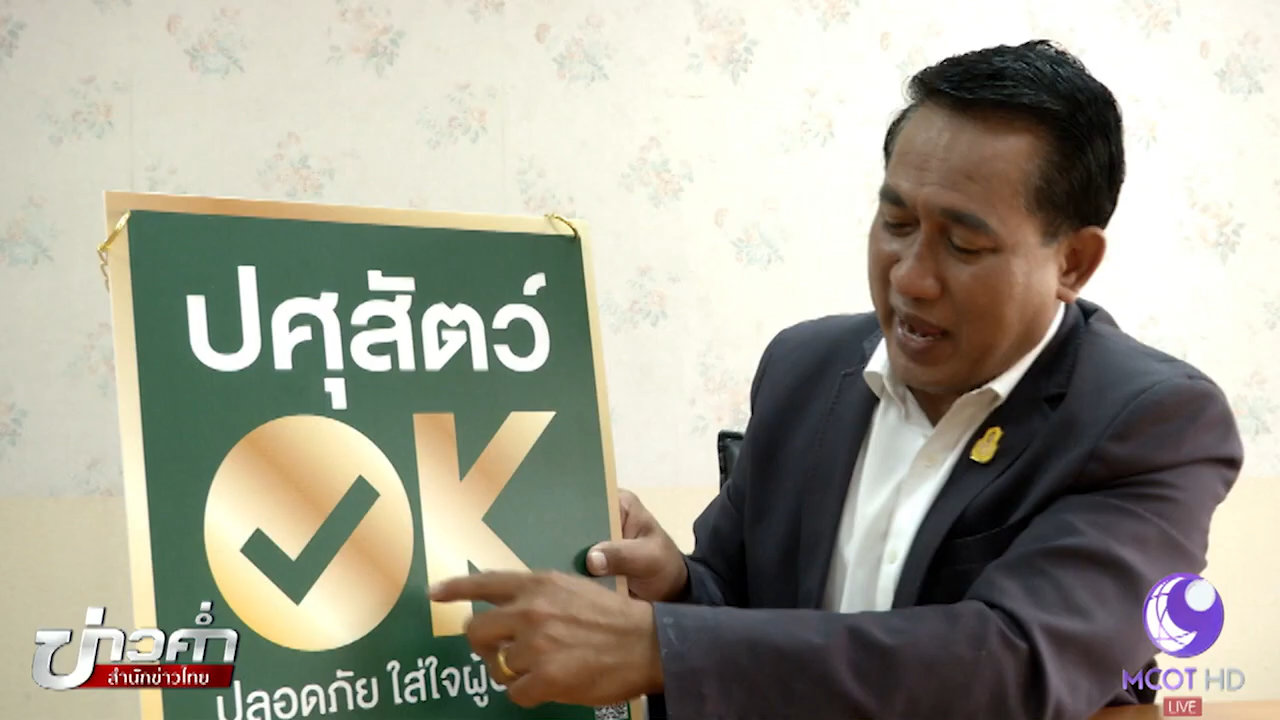 ปศุสัตว์
OK
ปลอดภัย ใส่ใจ
ข่าวค่ำ
สำนักข่าวไทย
MCOT HD
LIVE